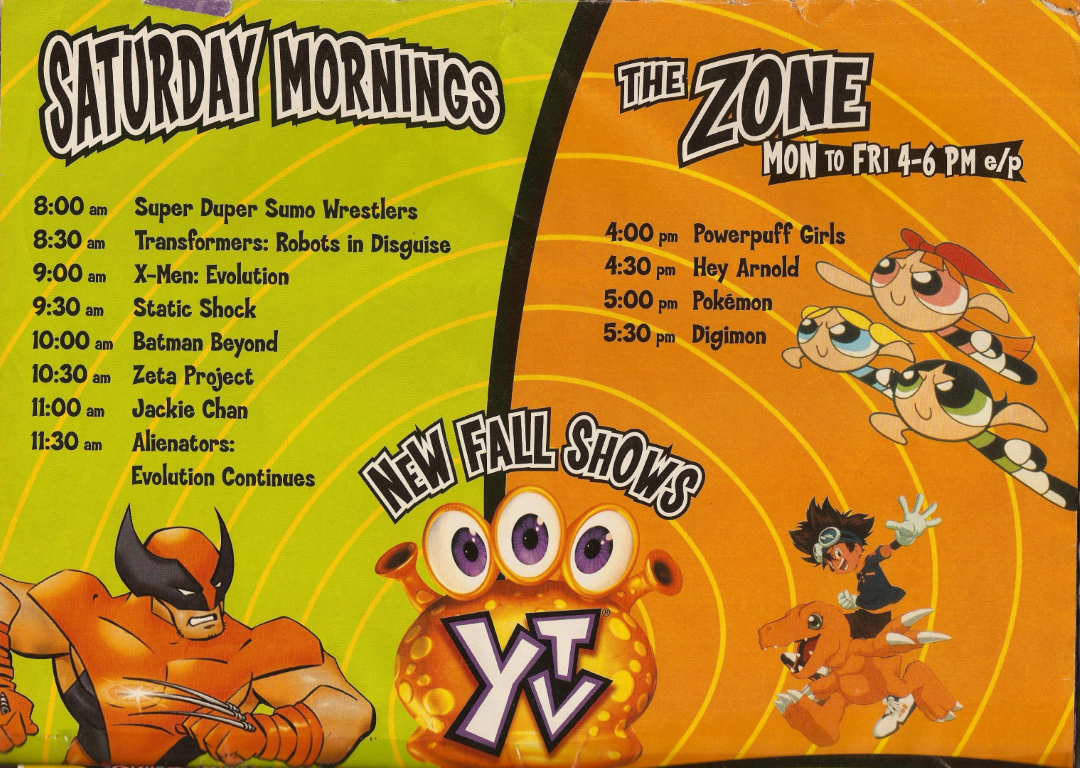 SATURDAY MORNINGS
8:00 am Super Duper Sumo Wrestlers
8:30 am Transformers: Robots in Disguise
9:00 am X-Men: Evolution
9:30 am Static Shock
10:00 am Batman Beyond
10:30 am Zeta Project
11:00 am Jackie Chan
11:30 am Alienators:
Evolution Continues
THE ZONE
MON TO FRI 4-6 PM e/p
4:00 pm Powerpuff Girls
4:30 pm Hey Arnold
5:00 pm Pokémon
5:30 pm Digimon
NEW FALL SHOWS
YTV®